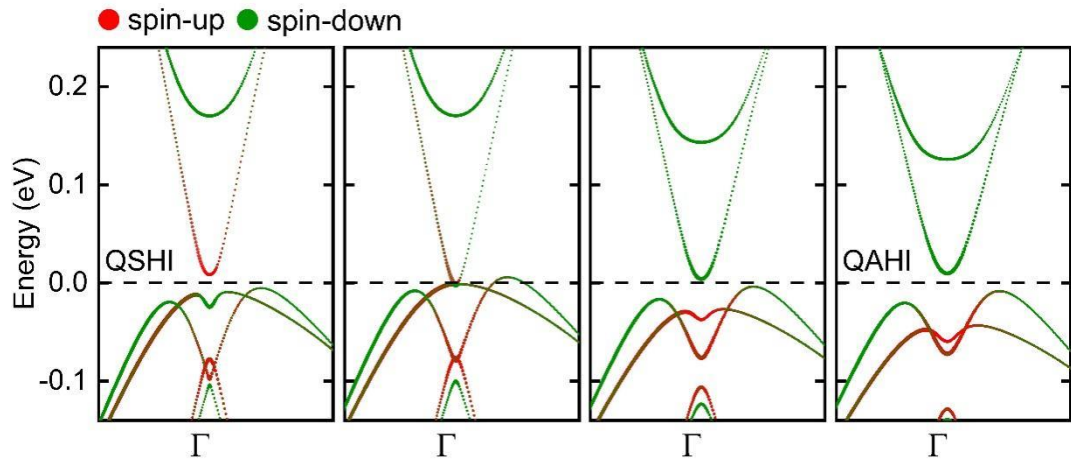 spin-up spin-down
Energy (eV)
0.2
0.1
0.0
-0.1
QSHI
QAHI
Γ Γ Γ Γ